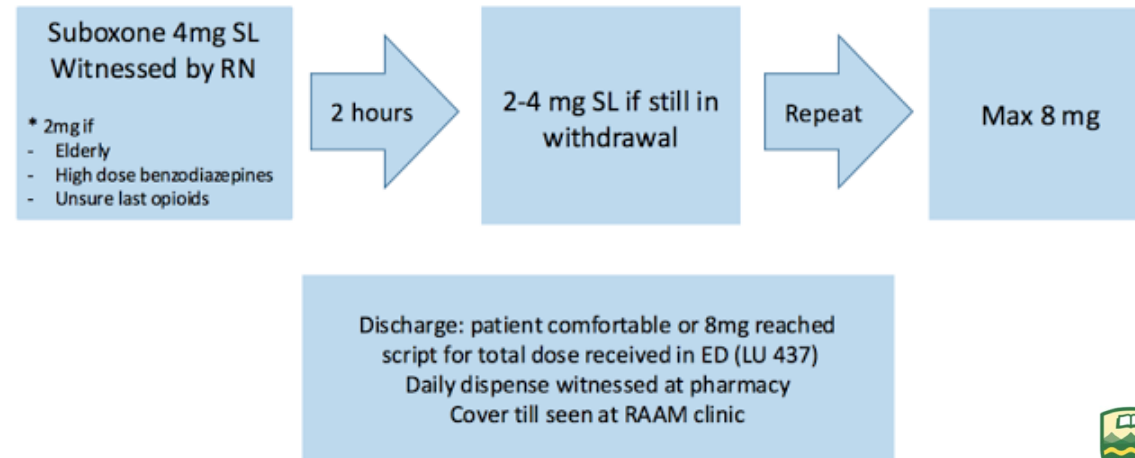 Suboxone 4mg SL
Witnessed by RN
* 2mg if
- Elderly
- High dose benzodiazepines
- Unsure last opioids
2 hours
2-4 mg SL if still in
withdrawal
Repeat
Max 8 mg
Discharge: patient comfortable or 8mg reached
script for total dose received in ED (LU 437)
Daily dispense witnessed at pharmacy
Cover till seen at RAAM clinic